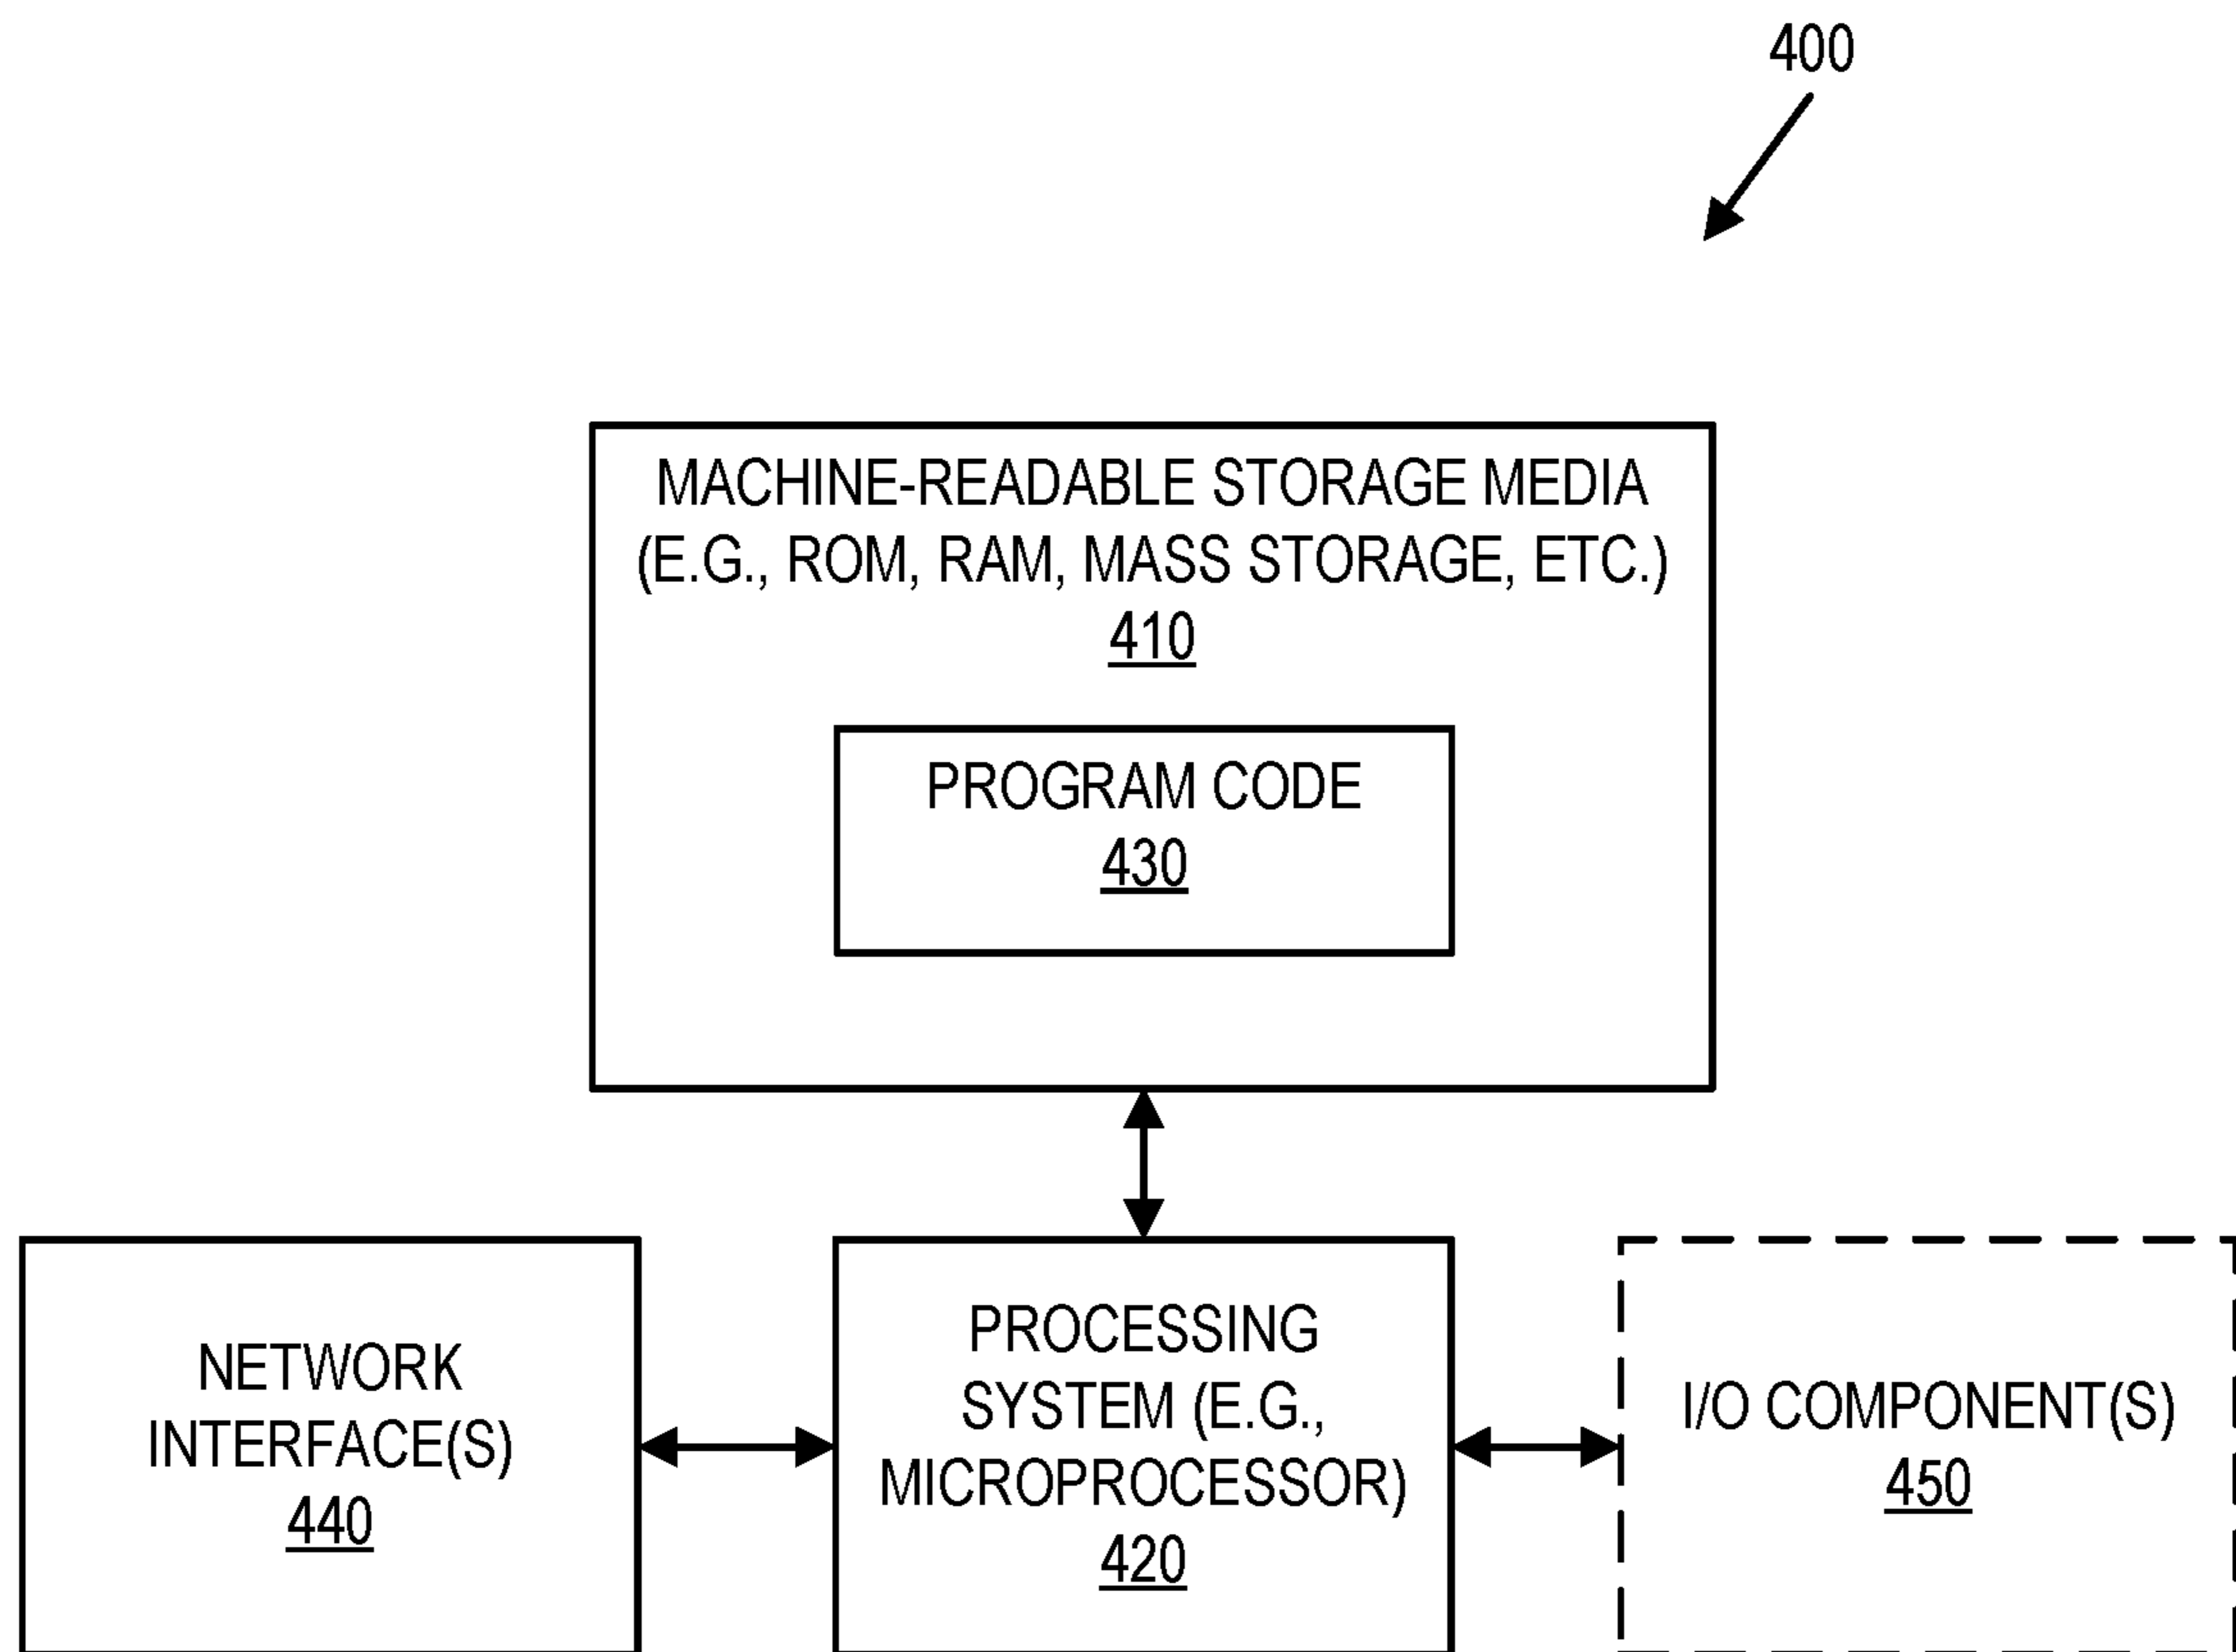 400
MACHINE-READABLE STORAGE MEDIA
(E.G., ROM, RAM, MASS STORAGE, ETC.)
410
PROGRAM CODE
430
NETWORK
INTERFACE(S)
440
PROCESSING
SYSTEM (E.G.,
MICROPROCESSOR)
420
I/O COMPONENT(S)
450